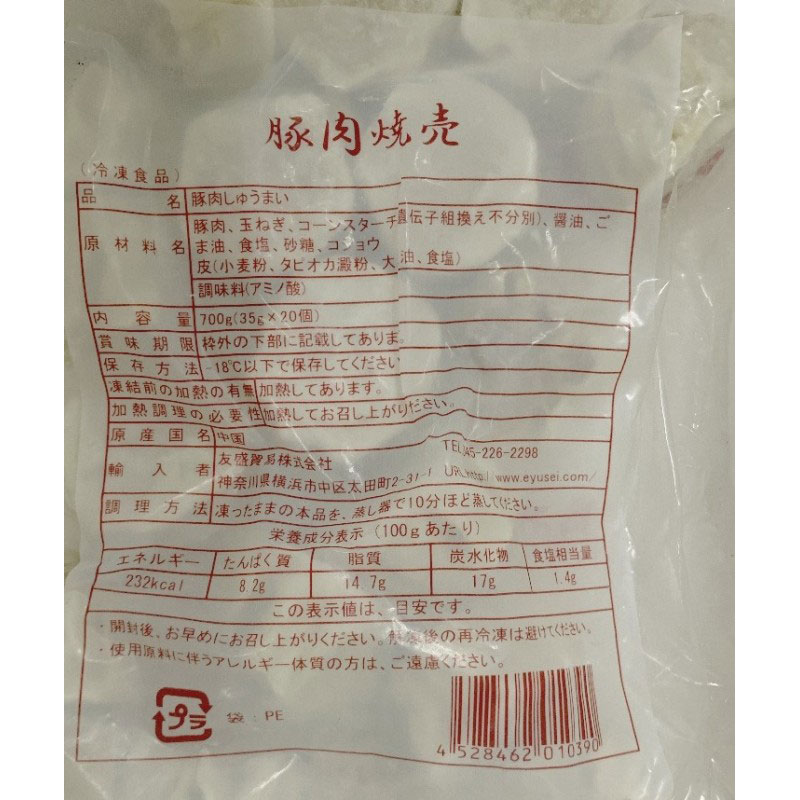 豚肉焼売
(冷凍食品)
品 名 豚肉しゅうまい
原材料名 豚肉、玉ねぎ、コーンスターチ 遺伝子組換え不分別)、醤油、ご
ま油、食塩、砂糖、コショウ
皮(小麦粉、タピオカ澱粉、大 油、食塩)
調味料(アミノ酸)
内容量 700g(35g×20個)
賞味期限 枠外の下部に記載してありま
保存方法 -18℃以下で保存してください
凍結前の加熱の有無 加熱してあります。
加熱調理の必要性 加熱してお召し上がりください。
原産国名 中国
輸入者 友盛貿易株式会社 TEL 045-226-2298
神奈川県横浜市中区太田町2-31-1 URL http://www.eyusei.com/
調理方法 凍ったままの本品を、蒸し器で10分ほど蒸してください。
栄養成分表示(100gあたり)
エネルギー たんぱく質 脂質 炭水化物 食塩相当量
232kcal 8.2g 14.7g 17g 1.4g
この表示値は、目安です。
・開封後、お早めにお召し上がりください。解凍後の再冷凍は避けてください。
・使用原料に伴うアレルギー体質の方は、ご遠慮ください。
プラ 袋:PE
4 528462 010390